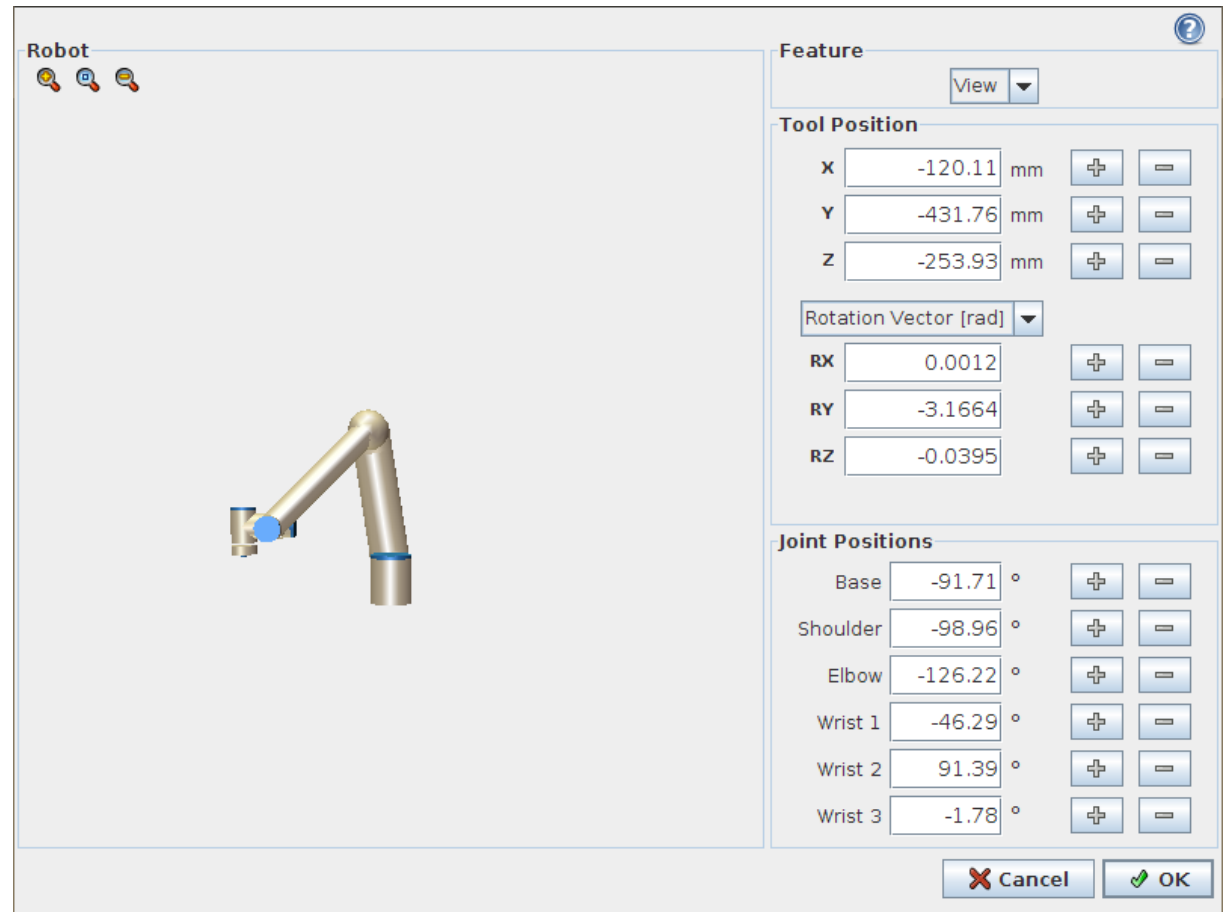 ?
Robot
Feature
View
Tool Position
X -120.11 mm
Y -431.76 mm
Z -253.93 mm
Rotation Vector [rad]
RX 0.0012
RY -3.1664
RZ -0.0395
Joint Positions
Base -91.71 °
Shoulder -98.96 °
Elbow -126.22 °
Wrist 1 -46.29 °
Wrist 2 91.39 °
Wrist 3 -1.78 °
Cancel OK